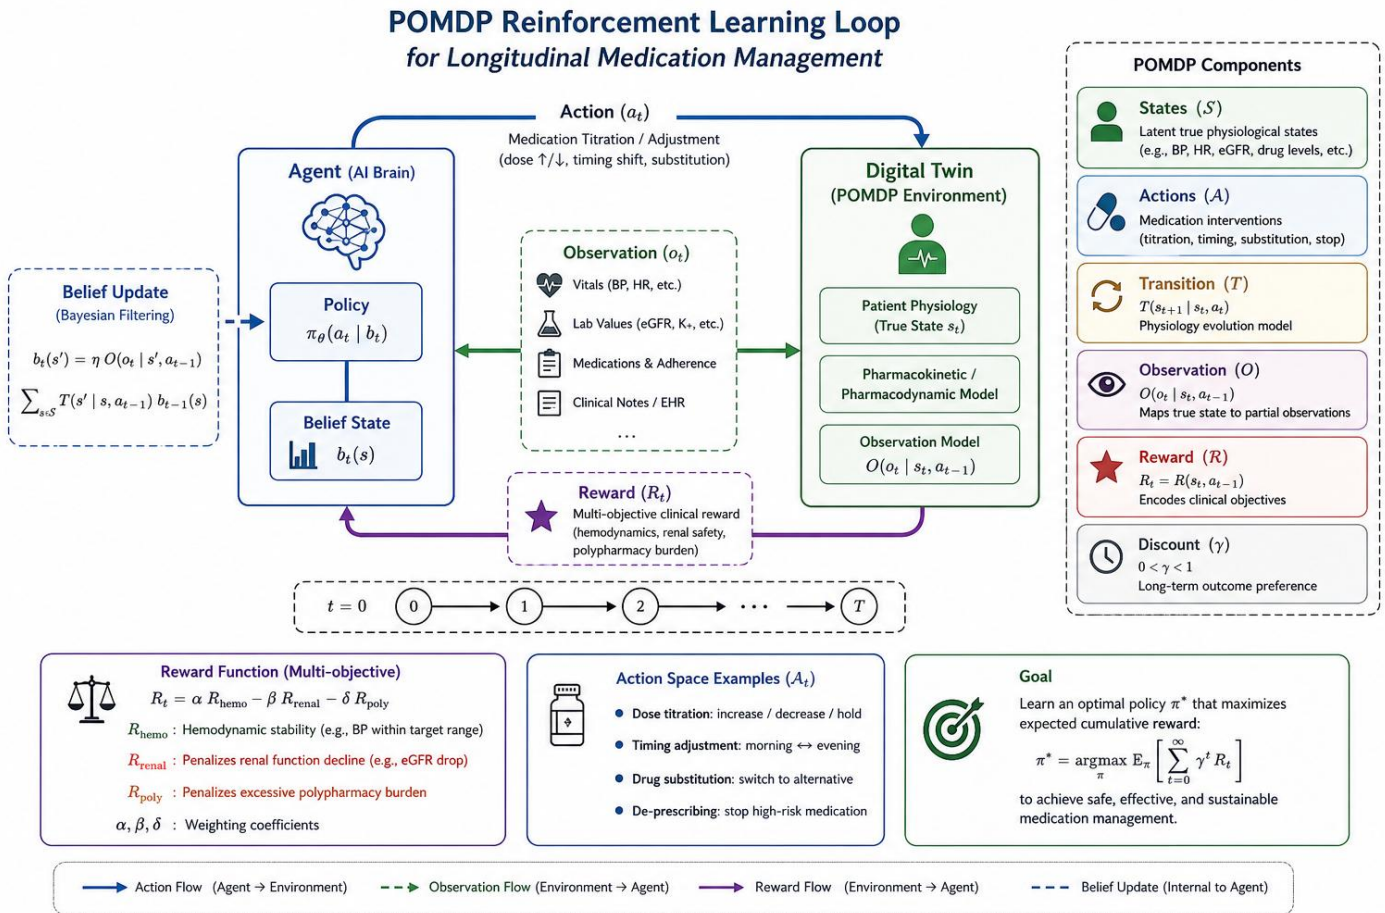 POMDP Reinforcement Learning Loop
for Longitudinal Medication Management
Action (aₜ)
Medication Titration / Adjustment
(dose ↑/↓, timing shift, substitution)
Belief Update
(Bayesian Filtering)
bₜ(s′) = η O(oₜ | s′, aₜ₋₁)
∑ₛ∈S T(s′ | s, aₜ₋₁) bₜ₋₁(s)
Agent (AI Brain)
Policy
π_θ(aₜ | bₜ)
Belief State
bₜ(s)
Observation (oₜ)
Vitals (BP, HR, etc.)
Lab Values (eGFR, K₊, etc.)
Medications & Adherence
Clinical Notes / EHR
...
Reward (Rₜ)
Multi-objective clinical reward
(hemodynamics, renal safety,
polypharmacy burden)
Digital Twin
(POMDP Environment)
Patient Physiology
(True State sₜ)
Pharmacokinetic /
Pharmacodynamic Model
Observation Model
O(oₜ | sₜ, aₜ₋₁)
POMDP Components
States (S)
Latent true physiological states
(e.g., BP, HR, eGFR, drug levels, etc.)
Actions (A)
Medication interventions
(titration, timing, substitution, stop)
Transition (T)
T(sₜ₊₁ | sₜ, aₜ)
Physiology evolution model
Observation (O)
O(oₜ | sₜ, aₜ₋₁)
Maps true state to partial observations
Reward (R)
Rₜ = R(sₜ, aₜ₋₁)
Encodes clinical objectives
Discount (γ)
0 < γ < 1
Long-term outcome preference
t = 0 0 1 2 ... T
Reward Function (Multi-objective)
Rₜ = α R_hemo − β R_renal − δ R_poly
R_hemo : Hemodynamic stability (e.g., BP within target range)
R_renal : Penalizes renal function decline (e.g., eGFR drop)
R_poly : Penalizes excessive polypharmacy burden
α, β, δ : Weighting coefficients
Action Space Examples (Aₜ)
• Dose titration: increase / decrease / hold
• Timing adjustment: morning ↔ evening
• Drug substitution: switch to alternative
• De-prescribing: stop high-risk medication
Goal
Learn an optimal policy π* that maximizes
expected cumulative reward:
π* = argmax_π E_π [ ∑_{t=0}^{∞} γᵗ Rₜ ]
to achieve safe, effective, and sustainable
medication management.
Action Flow (Agent → Environment)
Observation Flow (Environment → Agent)
Reward Flow (Environment → Agent)
Belief Update (Internal to Agent)